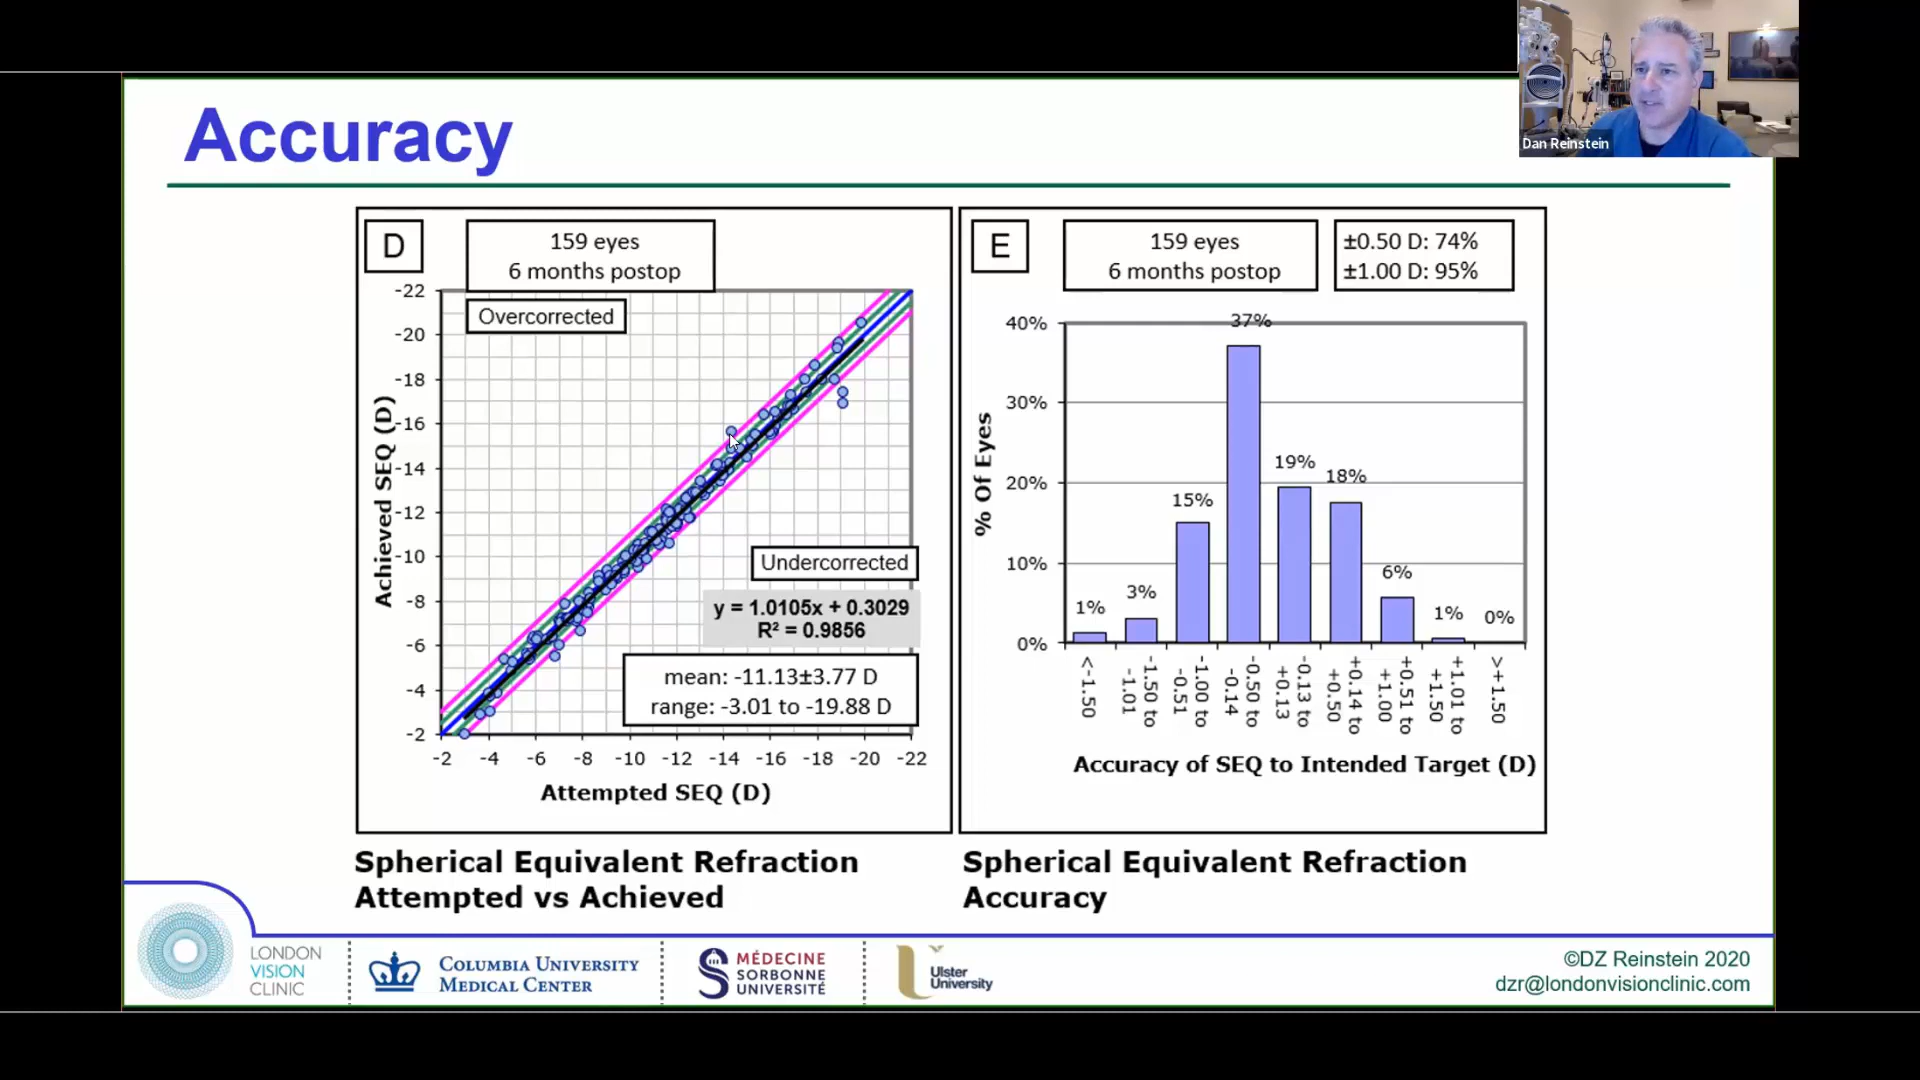 Accuracy
Dan Reinstein
D
159 eyes
6 months postop
Overcorrected
-22
-20
-18
-16
-14
-12
-10
-8
-6
-4
-2
Achieved SEQ (D)
Undercorrected
y = 1.0105x + 0.3029
R² = 0.9856
mean: -11.13±3.77 D
range: -3.01 to -19.88 D
-2 -4 -6 -8 -10 -12 -14 -16 -18 -20 -22
Attempted SEQ (D)
Spherical Equivalent Refraction
Attempted vs Achieved
E
159 eyes
6 months postop
±0.50 D: 74%
±1.00 D: 95%
40%
30%
20%
10%
0%
% Of Eyes
1%
3%
15%
37%
19%
18%
6%
1%
0%
<-1.50
-1.50 to
-1.01
-1.00 to
-0.51
-0.50 to
-0.14
-0.13 to
+0.13
+0.14 to
+0.50
+0.51 to
+1.00
+1.01 to
+1.50
>+1.50
Accuracy of SEQ to Intended Target (D)
Spherical Equivalent Refraction
Accuracy
LONDON
VISION
CLINIC
COLUMBIA UNIVERSITY
MEDICAL CENTER
MÉDECINE
SORBONNE
UNIVERSITÉ
Ulster
University
©DZ Reinstein 2020
dzr@londonvisionclinic.com